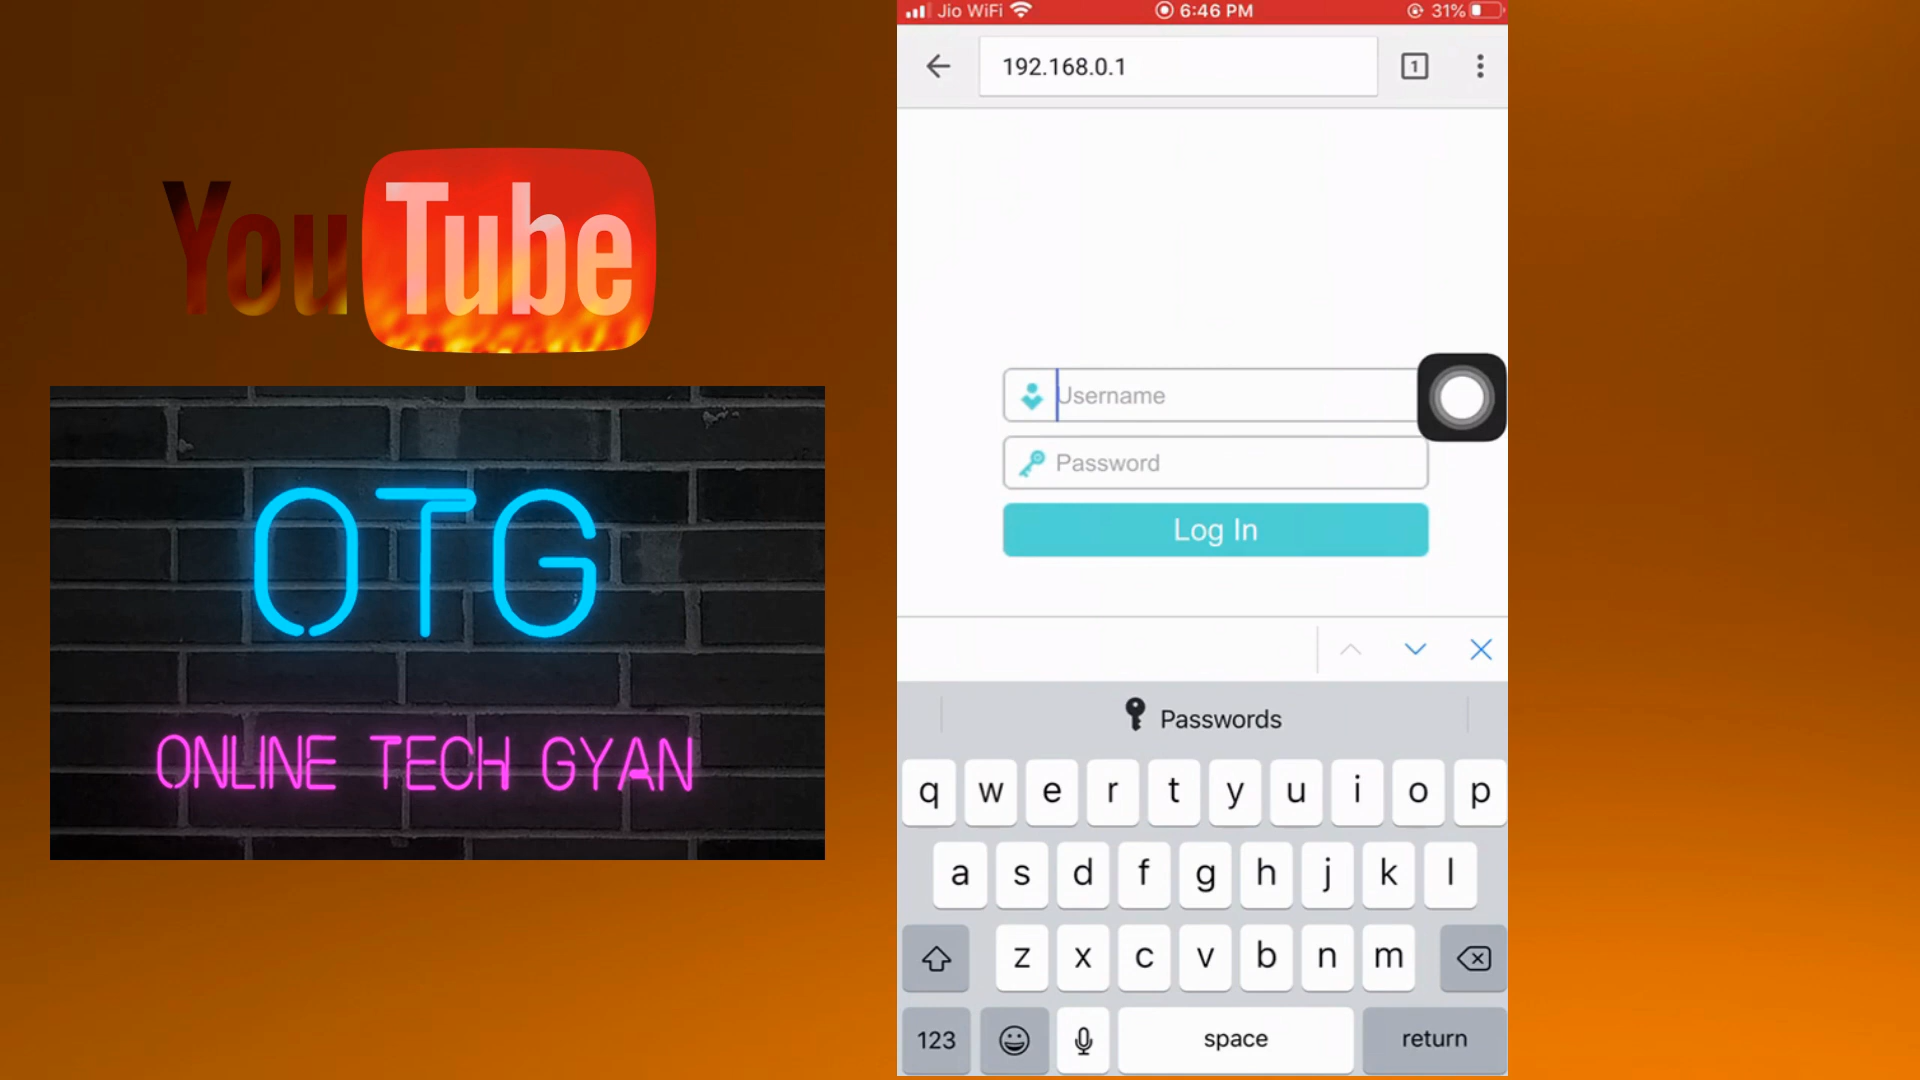 YouTube
OTG
ONLINE TECH GYAN
Jio WiFi 6:46 PM 31%
192.168.0.1 1
Username
Password
Log In
Passwords
q w e r t y u i o p
a s d f g h j k l
z x c v b n m
123 space return